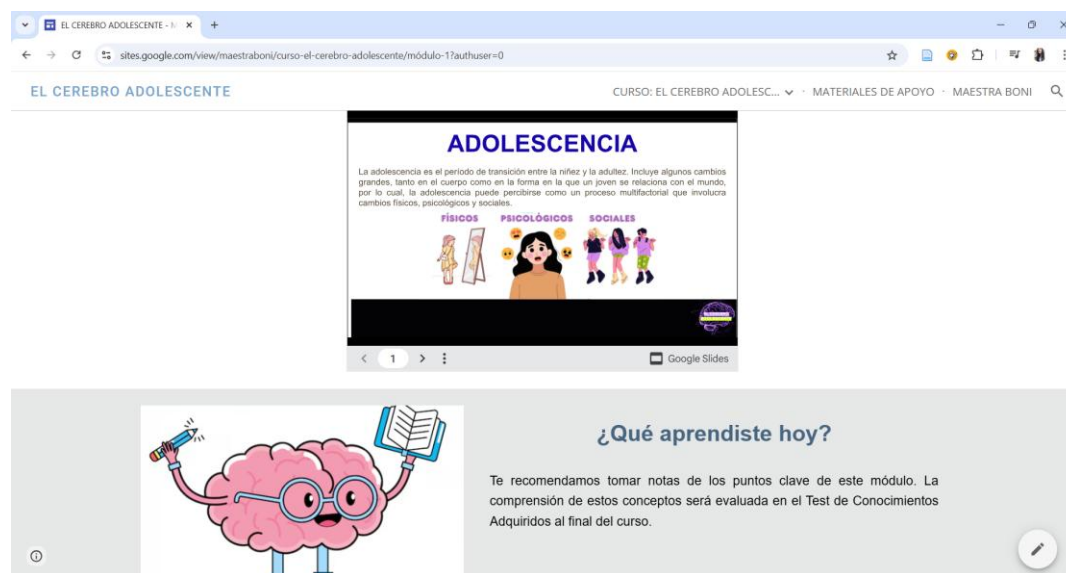 EL CEREBRO ADOLESCENTE - M
sites.google.com/view/maestraboni/curso-el-cerebro-adolescente/módulo-1?authuser=0
EL CEREBRO ADOLESCENTE
CURSO: EL CEREBRO ADOLESC... · MATERIALES DE APOYO · MAESTRA BONI
ADOLESCENCIA
La adolescencia es el período de transición entre la niñez y la adultez. Incluye algunos cambios
grandes, tanto en el cuerpo como en la forma en la que un joven se relaciona con el mundo,
por lo cual, la adolescencia puede percibirse como un proceso multifactorial que involucra
cambios físicos, psicológicos y sociales.
FÍSICOS PSICOLÓGICOS SOCIALES
1 Google Slides
¿Qué aprendiste hoy?
Te recomendamos tomar notas de los puntos clave de este módulo. La
comprensión de estos conceptos será evaluada en el Test de Conocimientos
Adquiridos al final del curso.